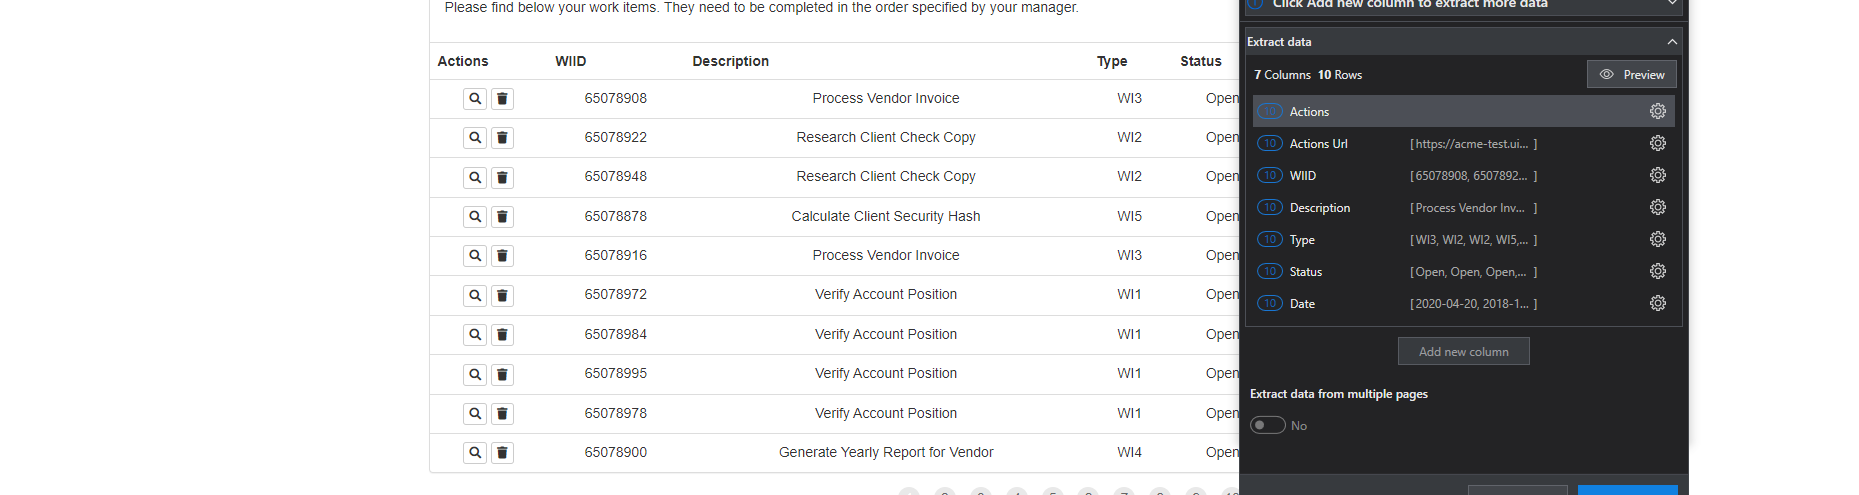 Please find below your work items. They need to be completed in the order specified by your manager.
Actions WIID Description Type Status
65078908 Process Vendor Invoice WI3 Open
65078922 Research Client Check Copy WI2 Open
65078948 Research Client Check Copy WI2 Open
65078878 Calculate Client Security Hash WI5 Open
65078916 Process Vendor Invoice WI3 Open
65078972 Verify Account Position WI1 Open
65078984 Verify Account Position WI1 Open
65078995 Verify Account Position WI1 Open
65078978 Verify Account Position WI1 Open
65078900 Generate Yearly Report for Vendor WI4 Open
Click Add new column to extract more data
Extract data
7 Columns 10 Rows Preview
10 Actions
10 Actions Url [https://acme-test.ui... ]
10 WIID [65078908, 6507892... ]
10 Description [Process Vendor Inv... ]
10 Type [WI3, WI2, WI2, WI5,... ]
10 Status [Open, Open, Open,... ]
10 Date [2020-04-20, 2018-1... ]
Add new column
Extract data from multiple pages
No